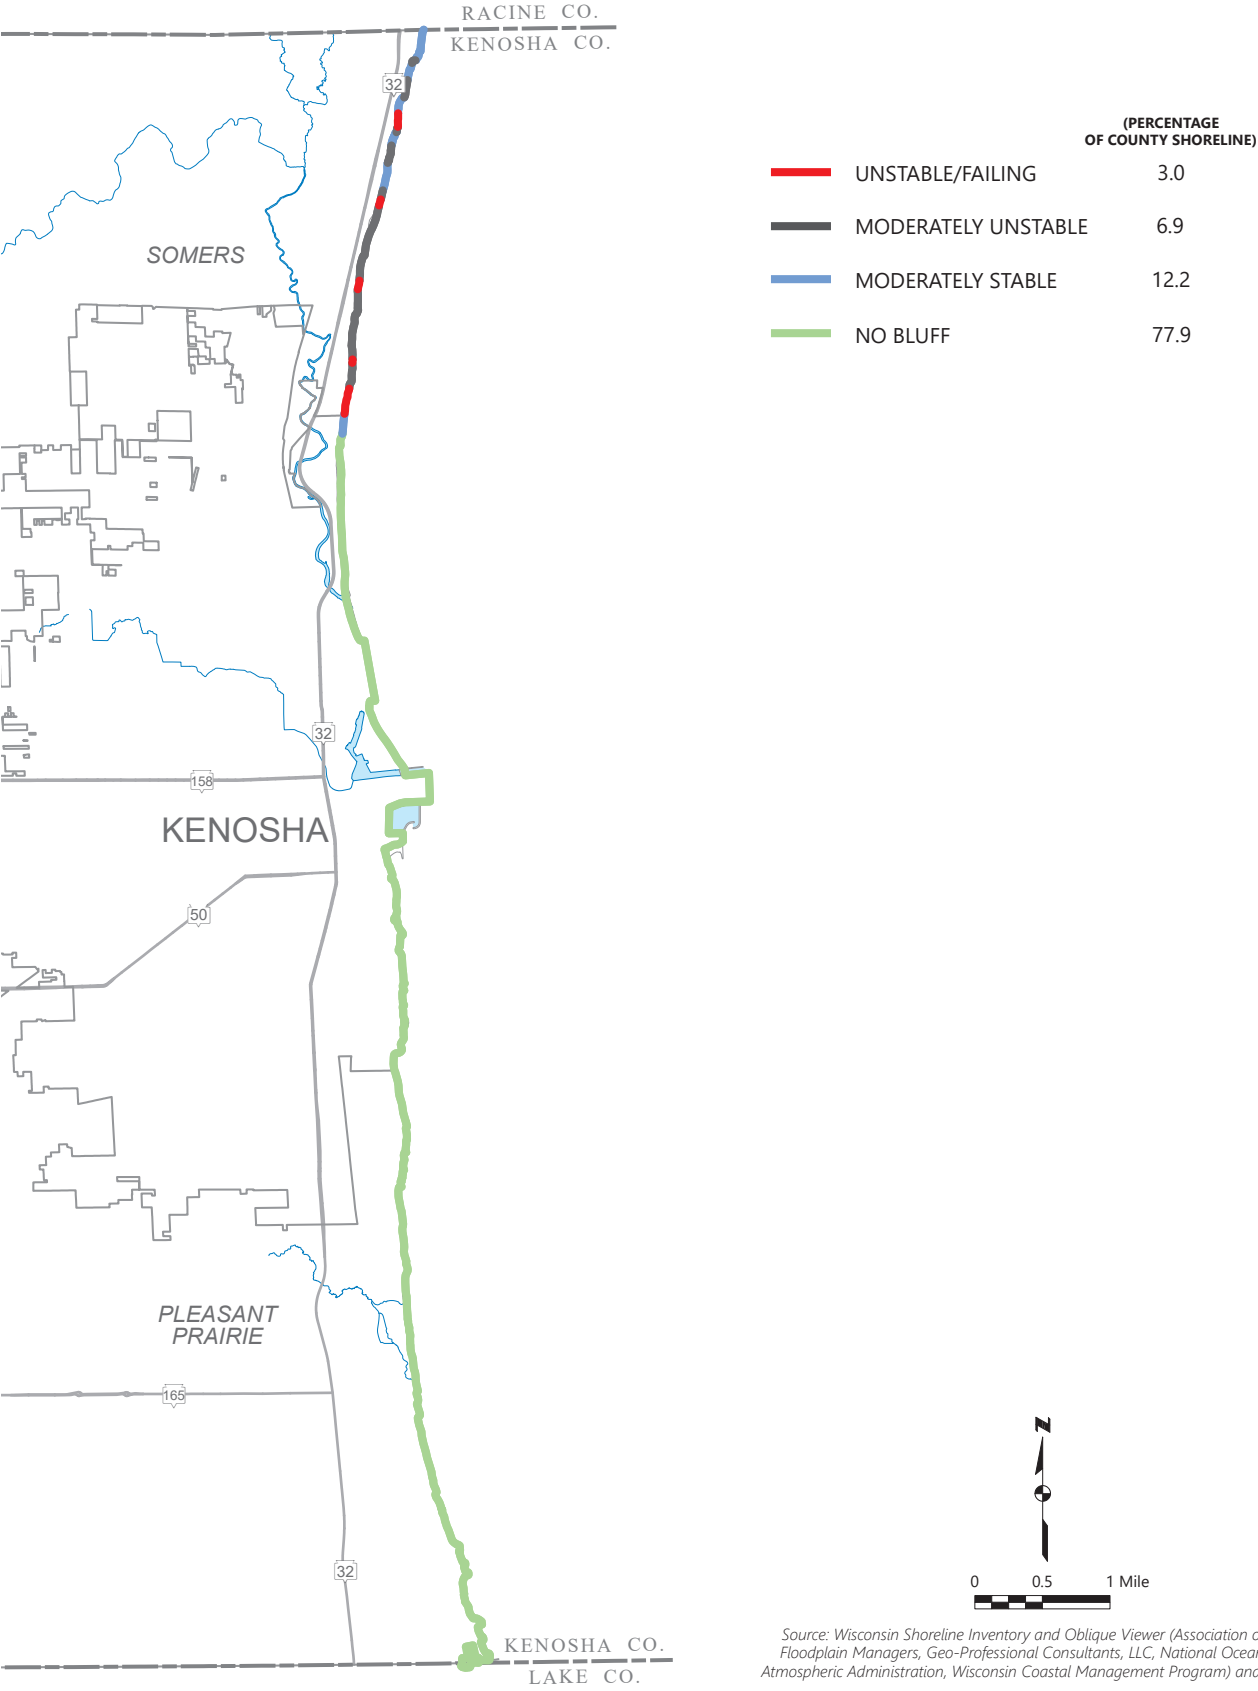 RACINE CO.
KENOSHA CO.
32
(PERCENTAGE
OF COUNTY SHORELINE)
UNSTABLE/FAILING 3.0
MODERATELY UNSTABLE 6.9
MODERATELY STABLE 12.2
NO BLUFF 77.9
SOMERS
32
158
KENOSHA
50
PLEASANT
PRAIRIE
165
32
N
0 0.5 1 Mile
KENOSHA CO.
LAKE CO.
Source: Wisconsin Shoreline Inventory and Oblique Viewer (Association o
Floodplain Managers, Geo-Professional Consultants, LLC, National Ocean
Atmospheric Administration, Wisconsin Coastal Management Program) and